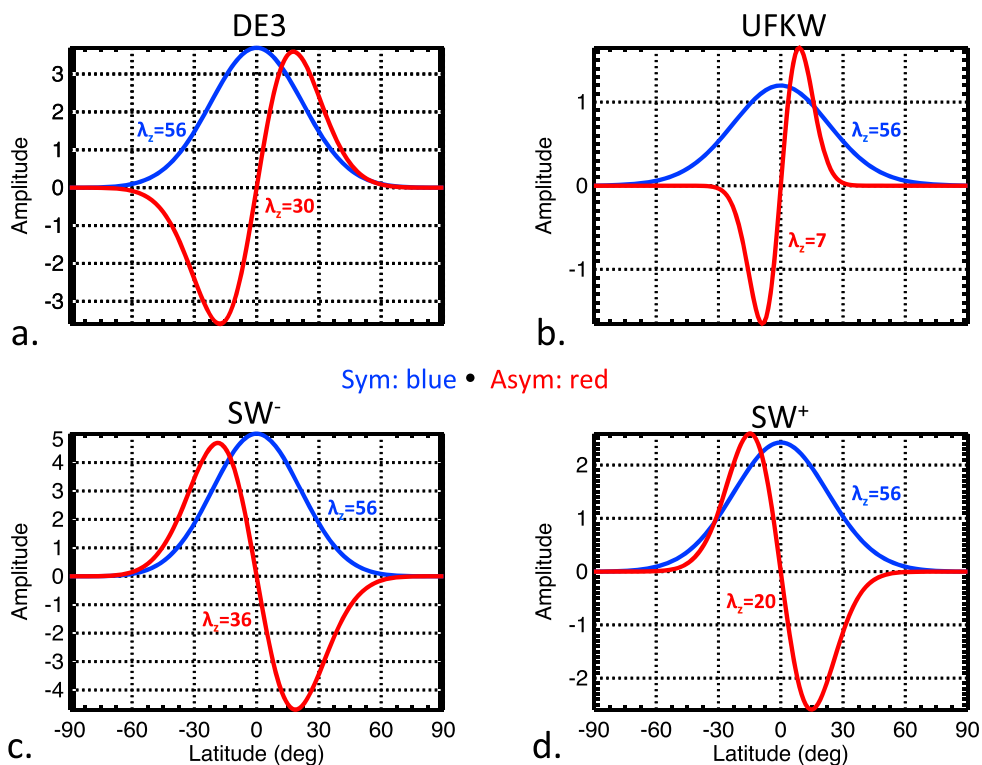 DE3
UFKW
3
2
1
0
-1
-2
-3
Amplitude
λz=56
λz=30
a.
1
0
-1
Amplitude
λz=56
λz=7
b.
Sym: blue • Asym: red
SW-
SW+
5
4
3
2
1
0
-1
-2
-3
-4
Amplitude
λz=56
λz=36
-90 -60 -30 0 30 60 90
Latitude (deg)
c.
2
1
0
-1
-2
Amplitude
λz=56
λz=20
-90 -60 -30 0 30 60 90
Latitude (deg)
d.